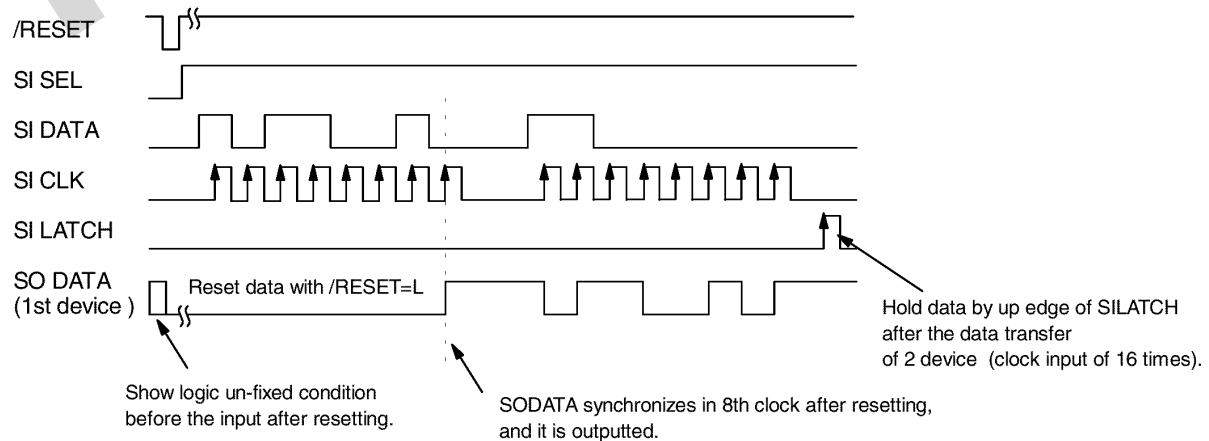 /RESET
SI SEL
SI DATA
SI CLK
SI LATCH
SO DATA
(1st device )
Reset data with /RESET=L
Hold data by up edge of SILATCH
after the data transfer
of 2 device (clock input of 16 times).
Show logic un-fixed condition
before the input after resetting.
SODATA synchronizes in 8th clock after resetting,
and it is outputted.